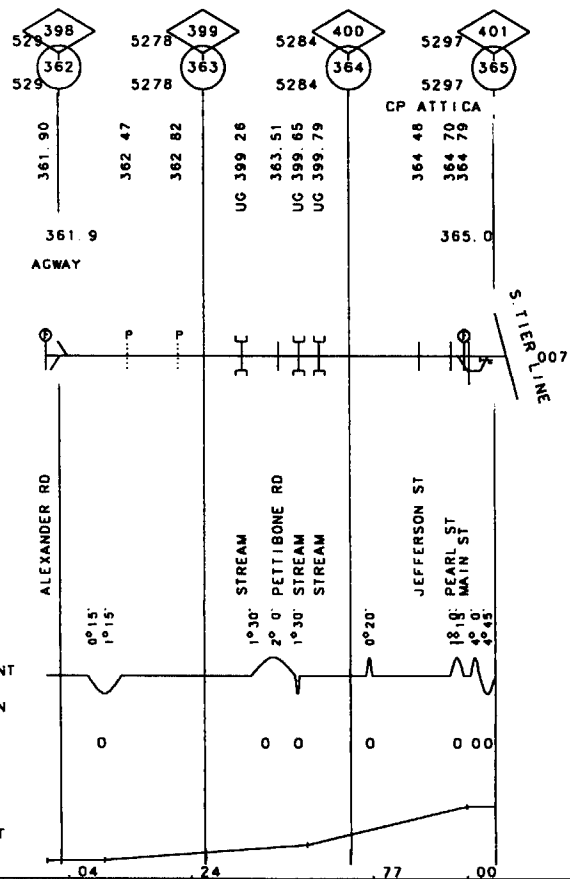 398 399 400 401
529 5278 5284 5297
362 363 364 365
529 5278 5284 5297
CP ATTICA
361.90
362 47
362 82
UG 399 26
363.51
UG 399.65
UG 399.79
364 48
364 70
364 79
361.9
365.0
AGWAY
F
P
P
F
S.TIER LINE
007
ALEXANDER RD
STREAM
PETTIBONE RD
STREAM
STREAM
JEFFERSON ST
PEARL ST
MAIN ST
0°15'
1°15'
1°30'
2° 0'
1°30'
0°20'
4° 0'
4°45'
NT
N
0 0 0 0 0 00
T
.04 .24 .77 .00